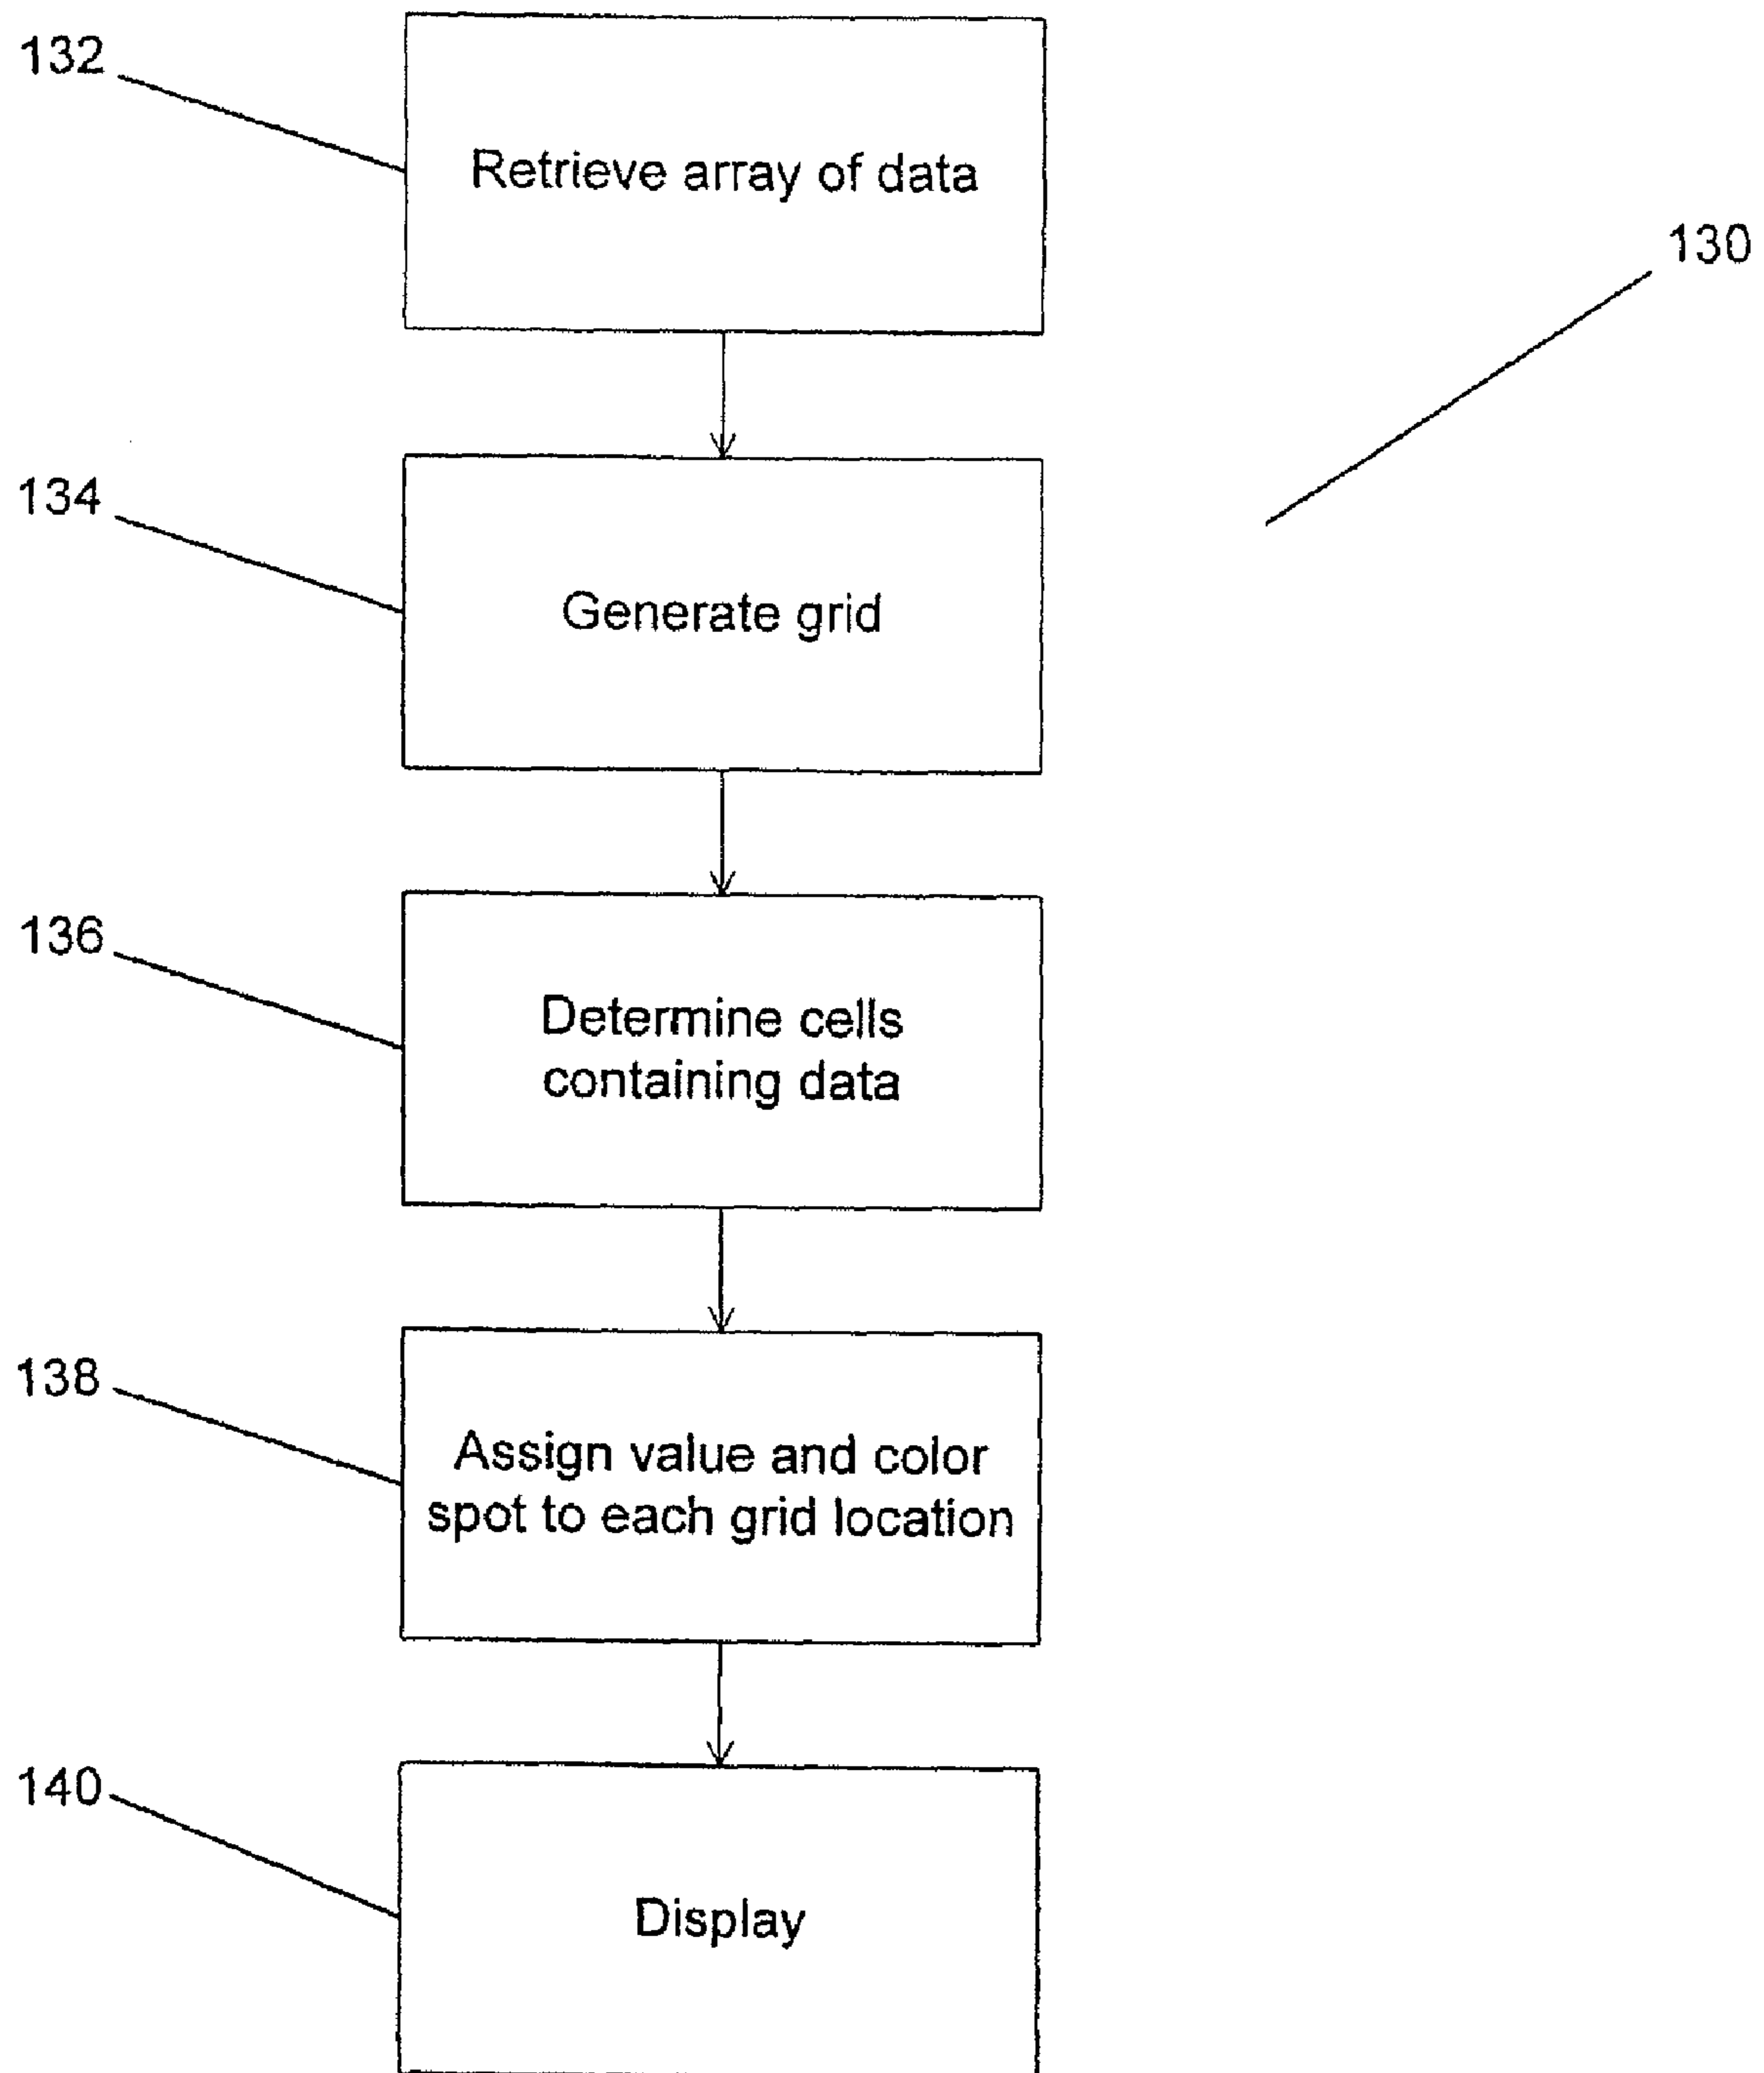 132
Retrieve array of data
130
134
Generate grid
136
Determine cells
containing data
138
Assign value and color
spot to each grid location
140
Display